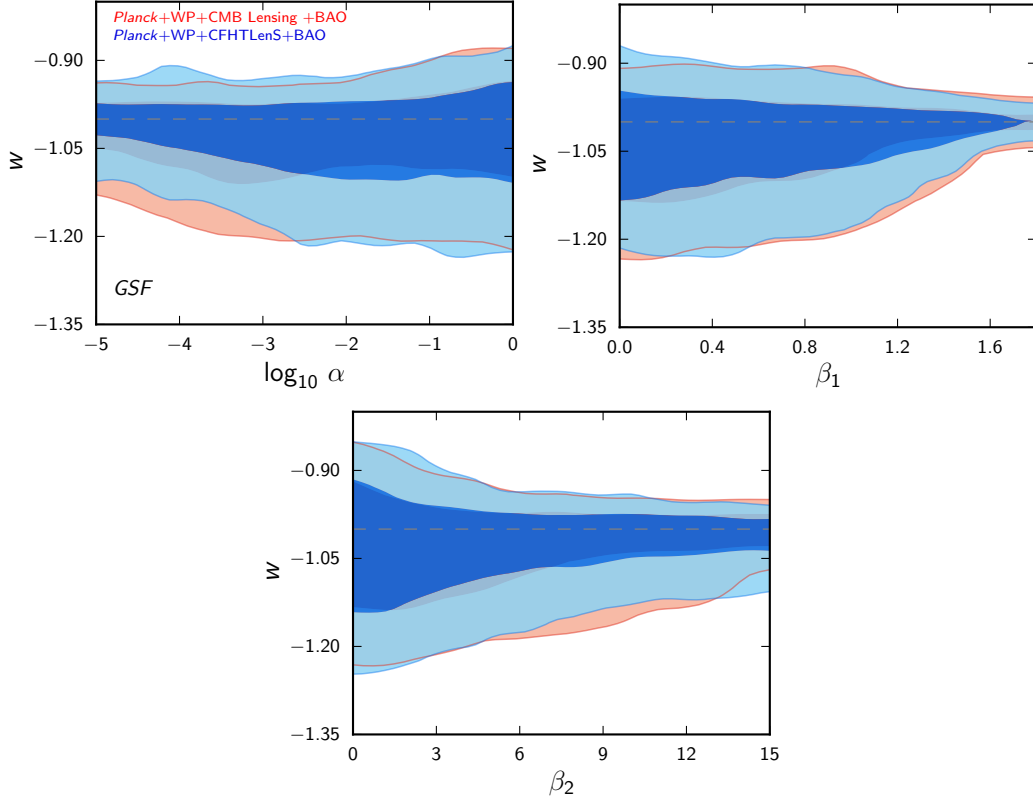 Planck+WP+CMB Lensing +BAO
Planck+WP+CFHTLenS+BAO
−0.90
−1.05
−1.20
−1.35
w
GSF
−5 −4 −3 −2 −1 0
log₁₀ α
−0.90
−1.05
−1.20
−1.35
w
0.0 0.4 0.8 1.2 1.6
β₁
−0.90
−1.05
−1.20
−1.35
w
0 3 6 9 12 15
β₂